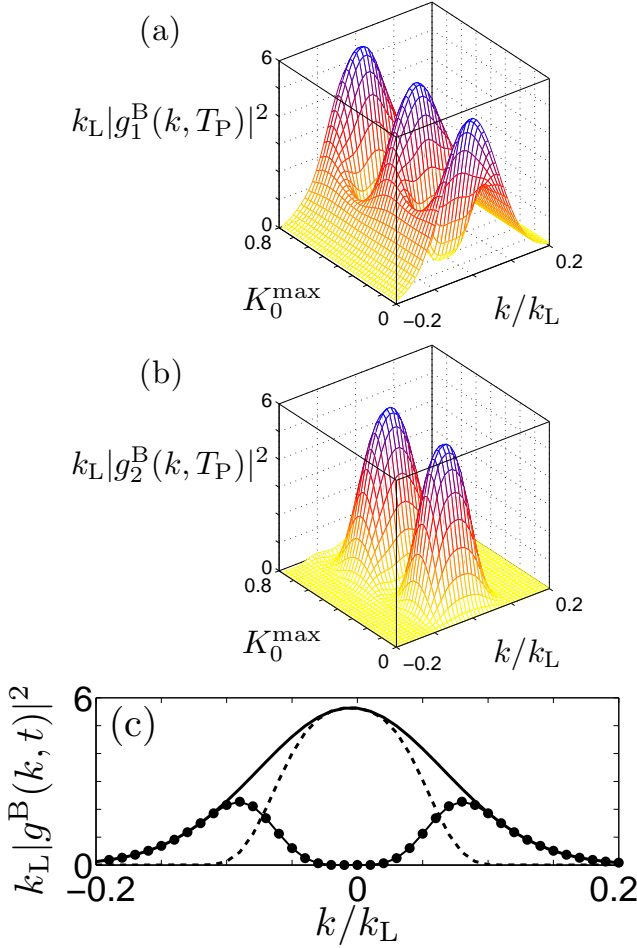 (a)
6
k_L|g_1^B(k, T_P)|^2
0
0.8
K_0^max
0
−0.2
k/k_L
0.2
(b)
6
k_L|g_2^B(k, T_P)|^2
0
0.8
K_0^max
0
−0.2
k/k_L
0.2
(c)
6
k_L|g^B(k, t)|^2
0
−0.2
0
0.2
k/k_L